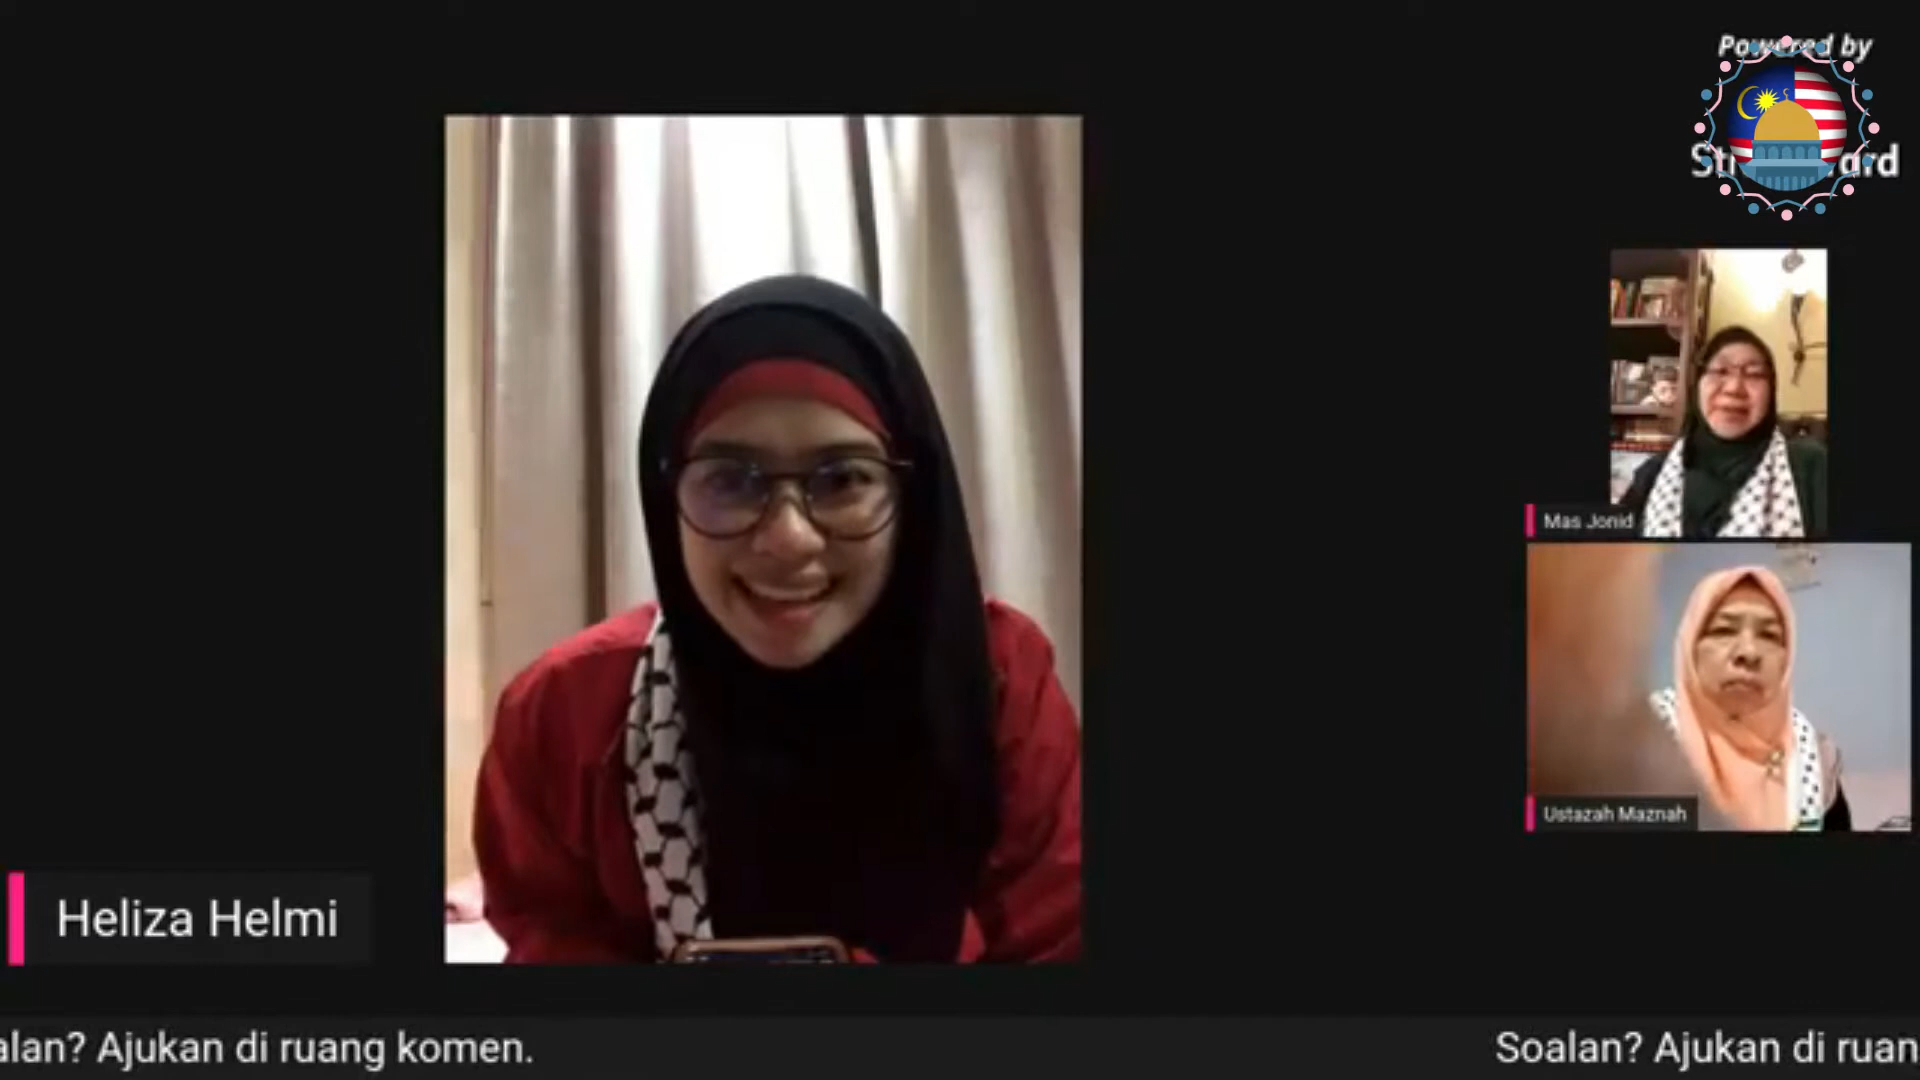 Powered by
Mas Jonid
Ustazah Maznah
Heliza Helmi
alan? Ajukan di ruang komen.
Soalan? Ajukan di ruan